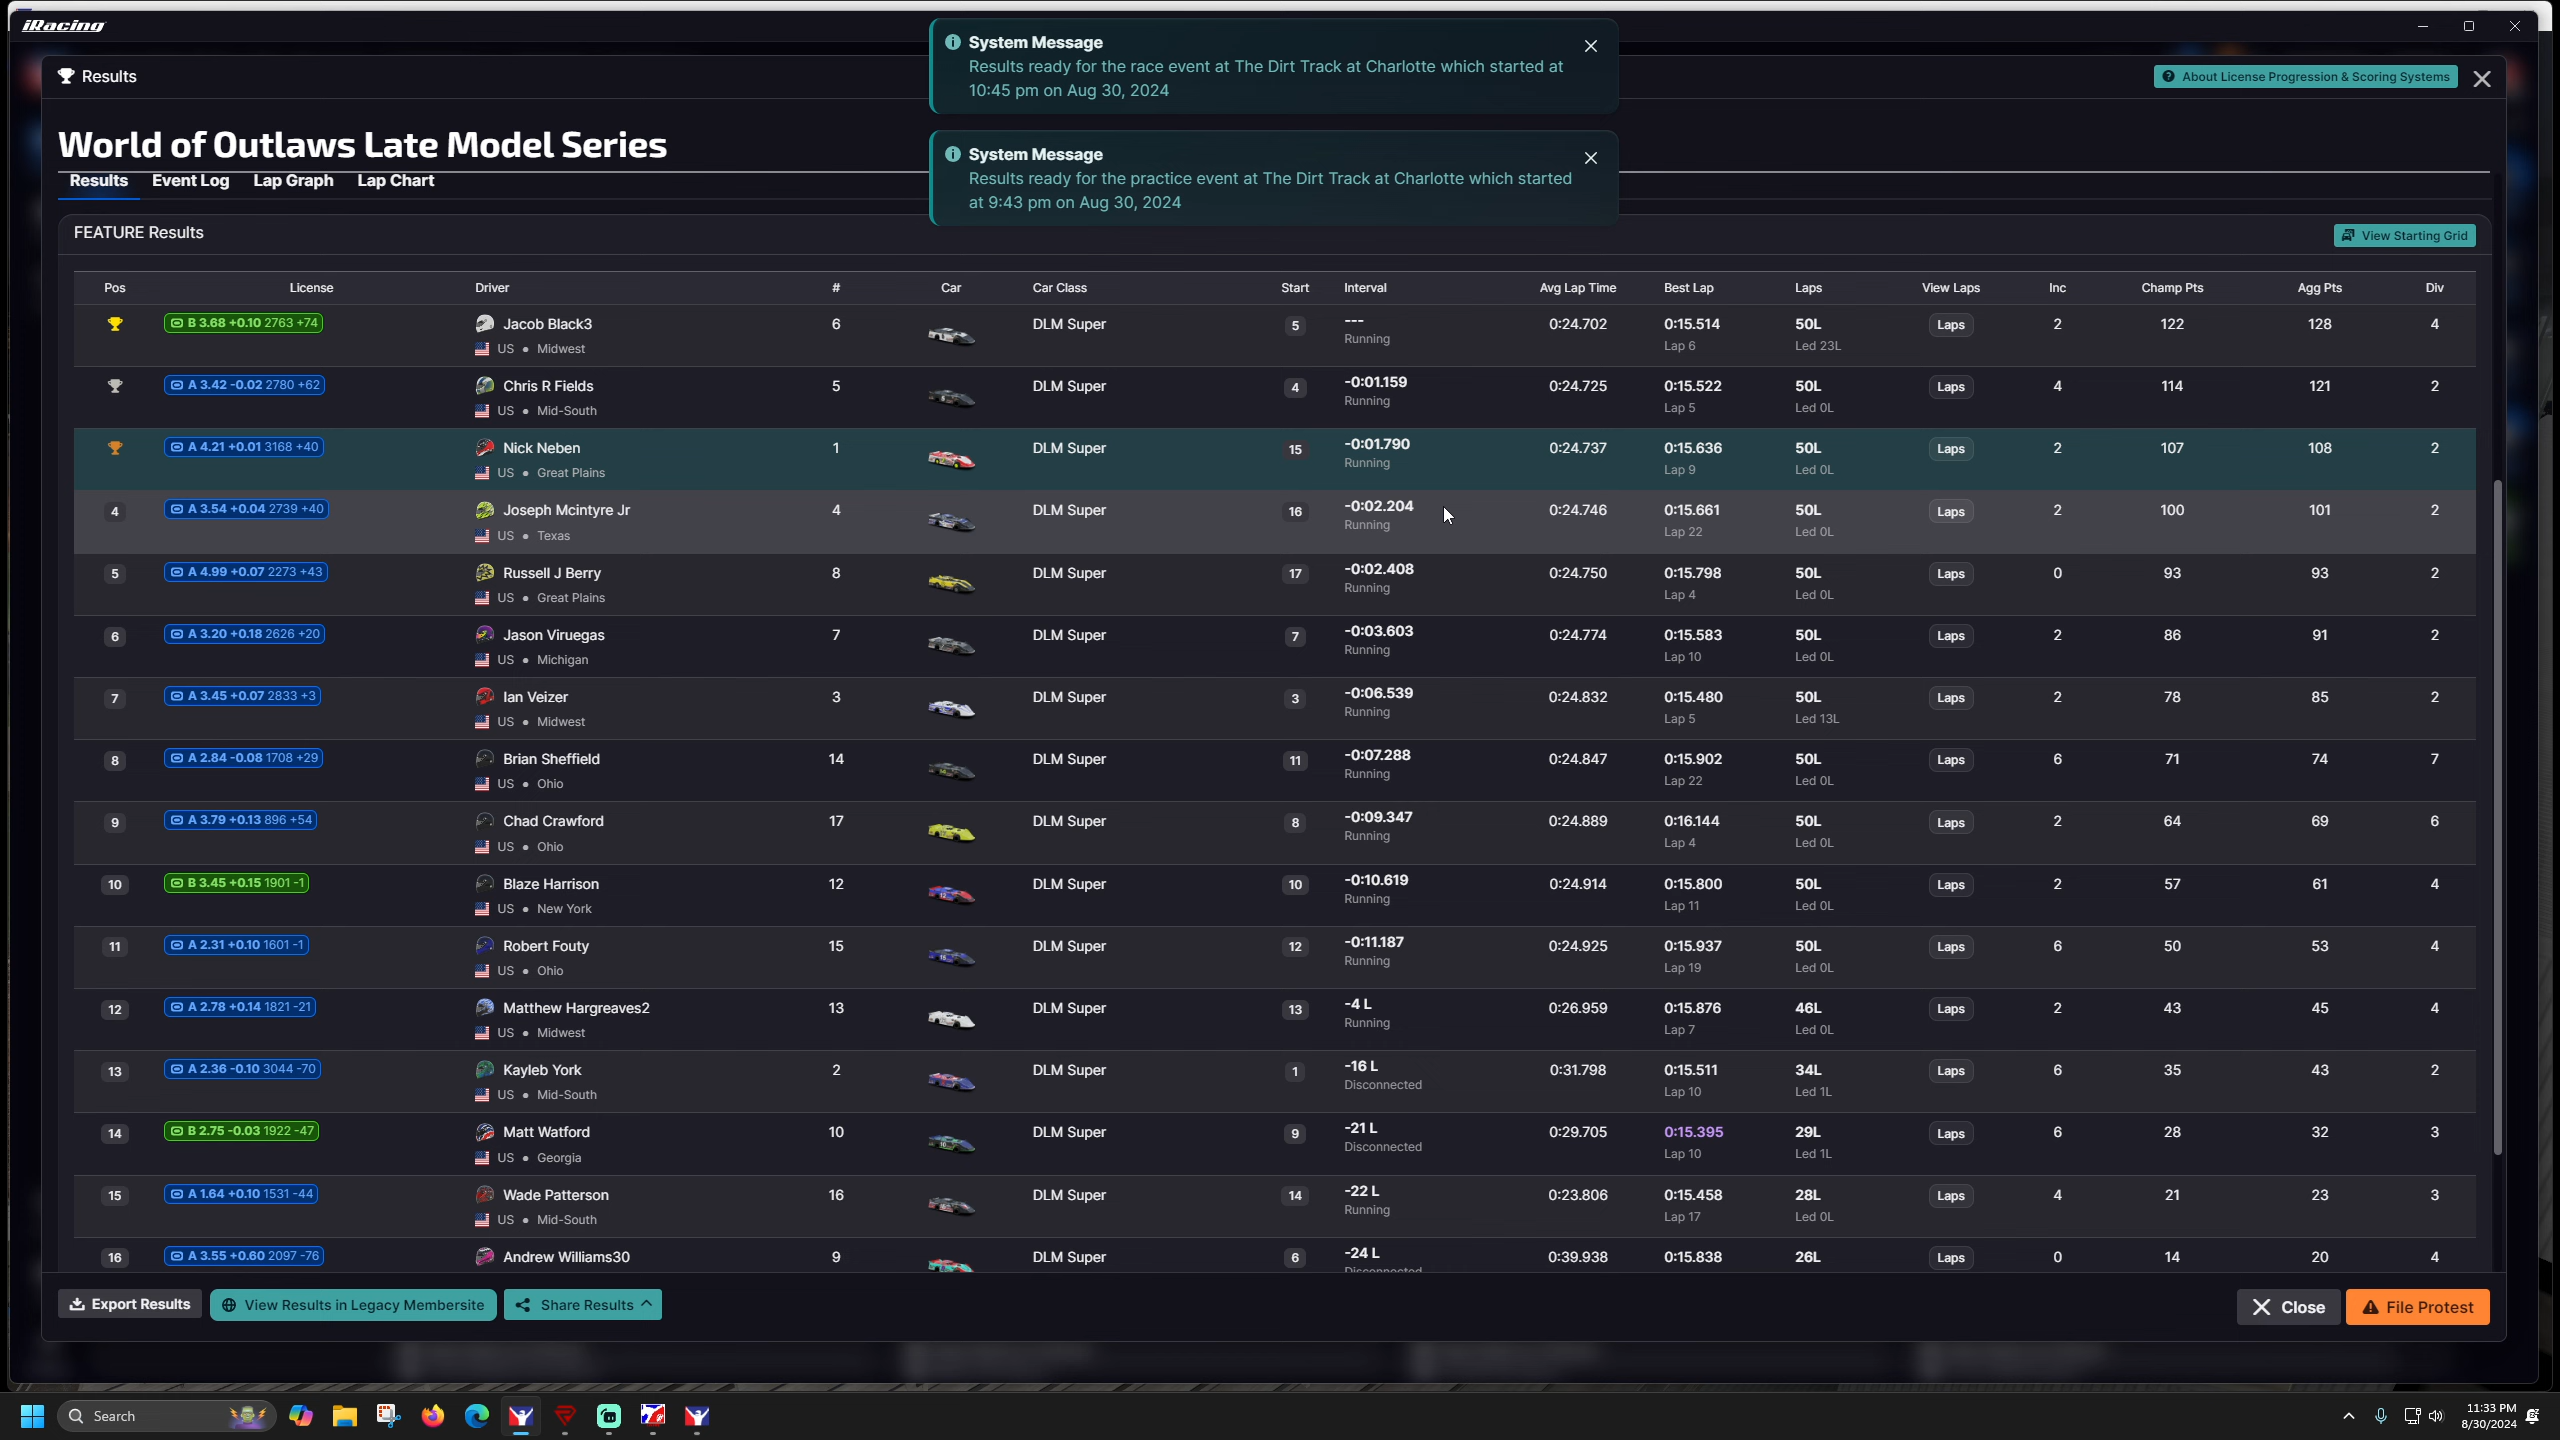 iRacing
System Message
Results ready for the race event at The Dirt Track at Charlotte which started at
10:45 pm on Aug 30, 2024
Results
About License Progression & Scoring Systems
World of Outlaws Late Model Series
System Message
Results ready for the practice event at The Dirt Track at Charlotte which started
at 9:43 pm on Aug 30, 2024
Results Event Log Lap Graph Lap Chart
FEATURE Results
View Starting Grid
Pos License Driver # Car Car Class Start Interval Avg Lap Time Best Lap Laps View Laps Inc Champ Pts Agg Pts Div
B 3.68 +0.10 2763 +74 Jacob Black3 6 DLM Super 5 --- 0:24.702 0:15.514 50L Laps 2 122 128 4
US • Midwest Running Lap 6 Led 23L
A 3.42 -0.02 2780 +62 Chris R Fields 5 DLM Super 4 -0:01.159 0:24.725 0:15.522 50L Laps 4 114 121 2
US • Mid-South Running Lap 5 Led 0L
A 4.21 +0.01 3168 +40 Nick Neben 1 DLM Super 15 -0:01.790 0:24.737 0:15.636 50L Laps 2 107 108 2
US • Great Plains Running Lap 9 Led 0L
4 A 3.54 +0.04 2739 +40 Joseph Mcintyre Jr 4 DLM Super 16 -0:02.204 0:24.746 0:15.661 50L Laps 2 100 101 2
US • Texas Running Lap 22 Led 0L
5 A 4.99 +0.07 2273 +43 Russell J Berry 8 DLM Super 17 -0:02.408 0:24.750 0:15.798 50L Laps 0 93 93 2
US • Great Plains Running Lap 4 Led 0L
6 A 3.20 +0.18 2626 +20 Jason Viruegas 7 DLM Super 7 -0:03.603 0:24.774 0:15.583 50L Laps 2 86 91 2
US • Michigan Running Lap 10 Led 0L
7 A 3.45 +0.07 2833 +3 Ian Veizer 3 DLM Super 3 -0:06.539 0:24.832 0:15.480 50L Laps 2 78 85 2
US • Midwest Running Lap 5 Led 13L
8 A 2.84 -0.08 1708 +29 Brian Sheffield 14 DLM Super 11 -0:07.288 0:24.847 0:15.902 50L Laps 6 71 74 7
US • Ohio Running Lap 22 Led 0L
9 A 3.79 +0.13 896 +54 Chad Crawford 17 DLM Super 8 -0:09.347 0:24.889 0:16.144 50L Laps 2 64 69 6
US • Ohio Running Lap 4 Led 0L
10 B 3.45 +0.15 1901 -1 Blaze Harrison 12 DLM Super 10 -0:10.619 0:24.914 0:15.800 50L Laps 2 57 61 4
US • New York Running Lap 11 Led 0L
11 A 2.31 +0.10 1601 -1 Robert Fouty 15 DLM Super 12 -0:11.187 0:24.925 0:15.937 50L Laps 6 50 53 4
US • Ohio Running Lap 19 Led 0L
12 A 2.78 +0.14 1821 -21 Matthew Hargreaves2 13 DLM Super 13 -4 L 0:26.959 0:15.876 46L Laps 2 43 45 4
US • Midwest Running Lap 7 Led 0L
13 A 2.36 -0.10 3044 -70 Kayleb York 2 DLM Super 1 -16 L 0:31.798 0:15.511 34L Laps 6 35 43 2
US • Mid-South Disconnected Lap 10 Led 1L
14 B 2.75 -0.03 1922 -47 Matt Watford 10 DLM Super 9 -21 L 0:29.705 0:15.395 29L Laps 6 28 32 3
US • Georgia Disconnected Lap 10 Led 1L
15 A 1.64 +0.10 1531 -44 Wade Patterson 16 DLM Super 14 -22 L 0:23.806 0:15.458 28L Laps 4 21 23 3
US • Mid-South Running Lap 17 Led 0L
16 A 3.55 +0.60 2097 -76 Andrew Williams30 9 DLM Super 6 -24 L 0:39.938 0:15.838 26L Laps 0 14 20 4
Disconnected
Export Results View Results in Legacy Membersite Share Results Close File Protest
Search
11:33 PM
8/30/2024